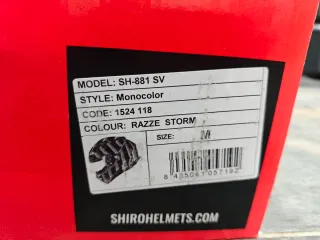 MODEL: SH-881 SV
STYLE: Monocolor
CODE: 1524 118
COLOUR: RAZZE STORM
SIZE:
SHIROHELMETS.COM